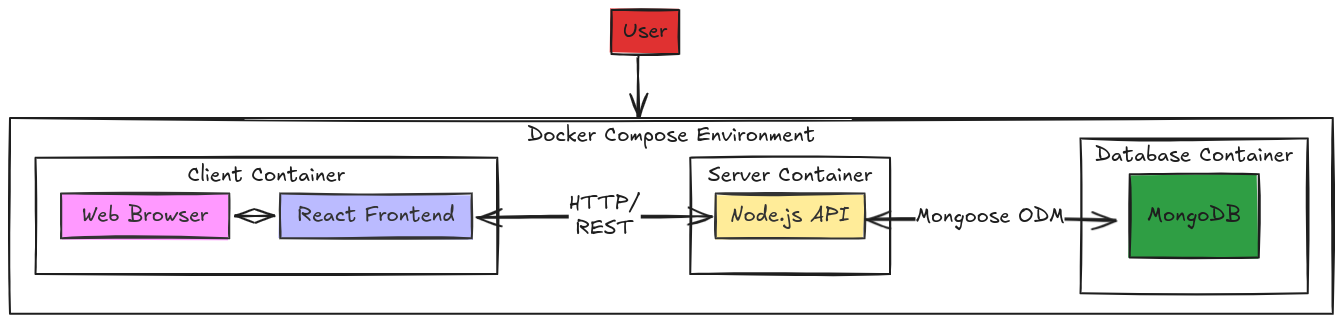 User
Docker Compose Environment
Client Container
Web Browser
React Frontend
HTTP/
REST
Server Container
Node.js API
Mongoose ODM
Database Container
MongoDB